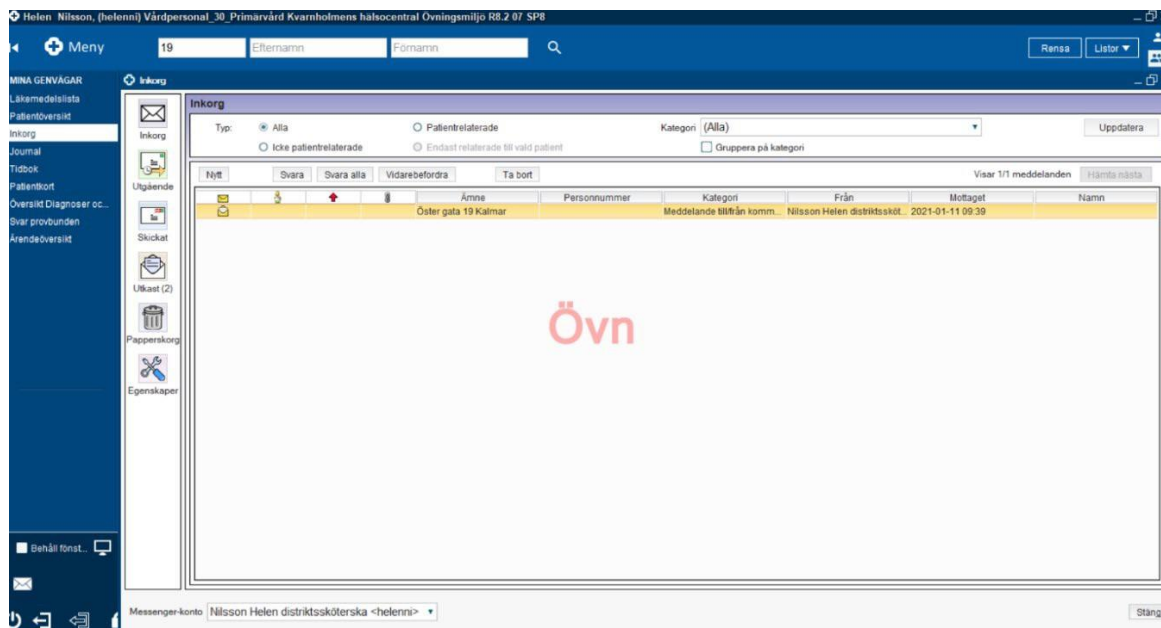 Helen Nilsson, (helenni) Vårdpersonal_30_Primärvård Kvarnholmens hälsocentral Övningsmiljö R8.2 07 SP8
Meny
19
Efternamn
Förnamn
Rensa
Listor
MINA GENVÄGAR
Läkemedelslista
Patientöversikt
Inkorg
Journal
Tidbok
Patientkort
Översikt Diagnoser oc...
Svar provbunden
Ärendeöversikt
Behåll fönst...
Inkorg
Inkorg
Utgående
Skickat
Utkast (2)
Papperskorg
Egenskaper
Inkorg
Typ: Alla Patientrelaterade Kategori (Alla) Uppdatera
Icke patientrelaterade Endast relaterade till vald patient Gruppera på kategori
Nytt Svara Svara alla Vidarebefordra Ta bort Visar 1/1 meddelanden Hämta nästa
Ämne Personnummer Kategori Från Mottaget Namn
Öster gata 19 Kalmar Meddelande till/från komm... Nilsson Helen distriktssköt... 2021-01-11 09:39
Övn
Messenger-konto Nilsson Helen distriktssköterska <helenni> Stäng